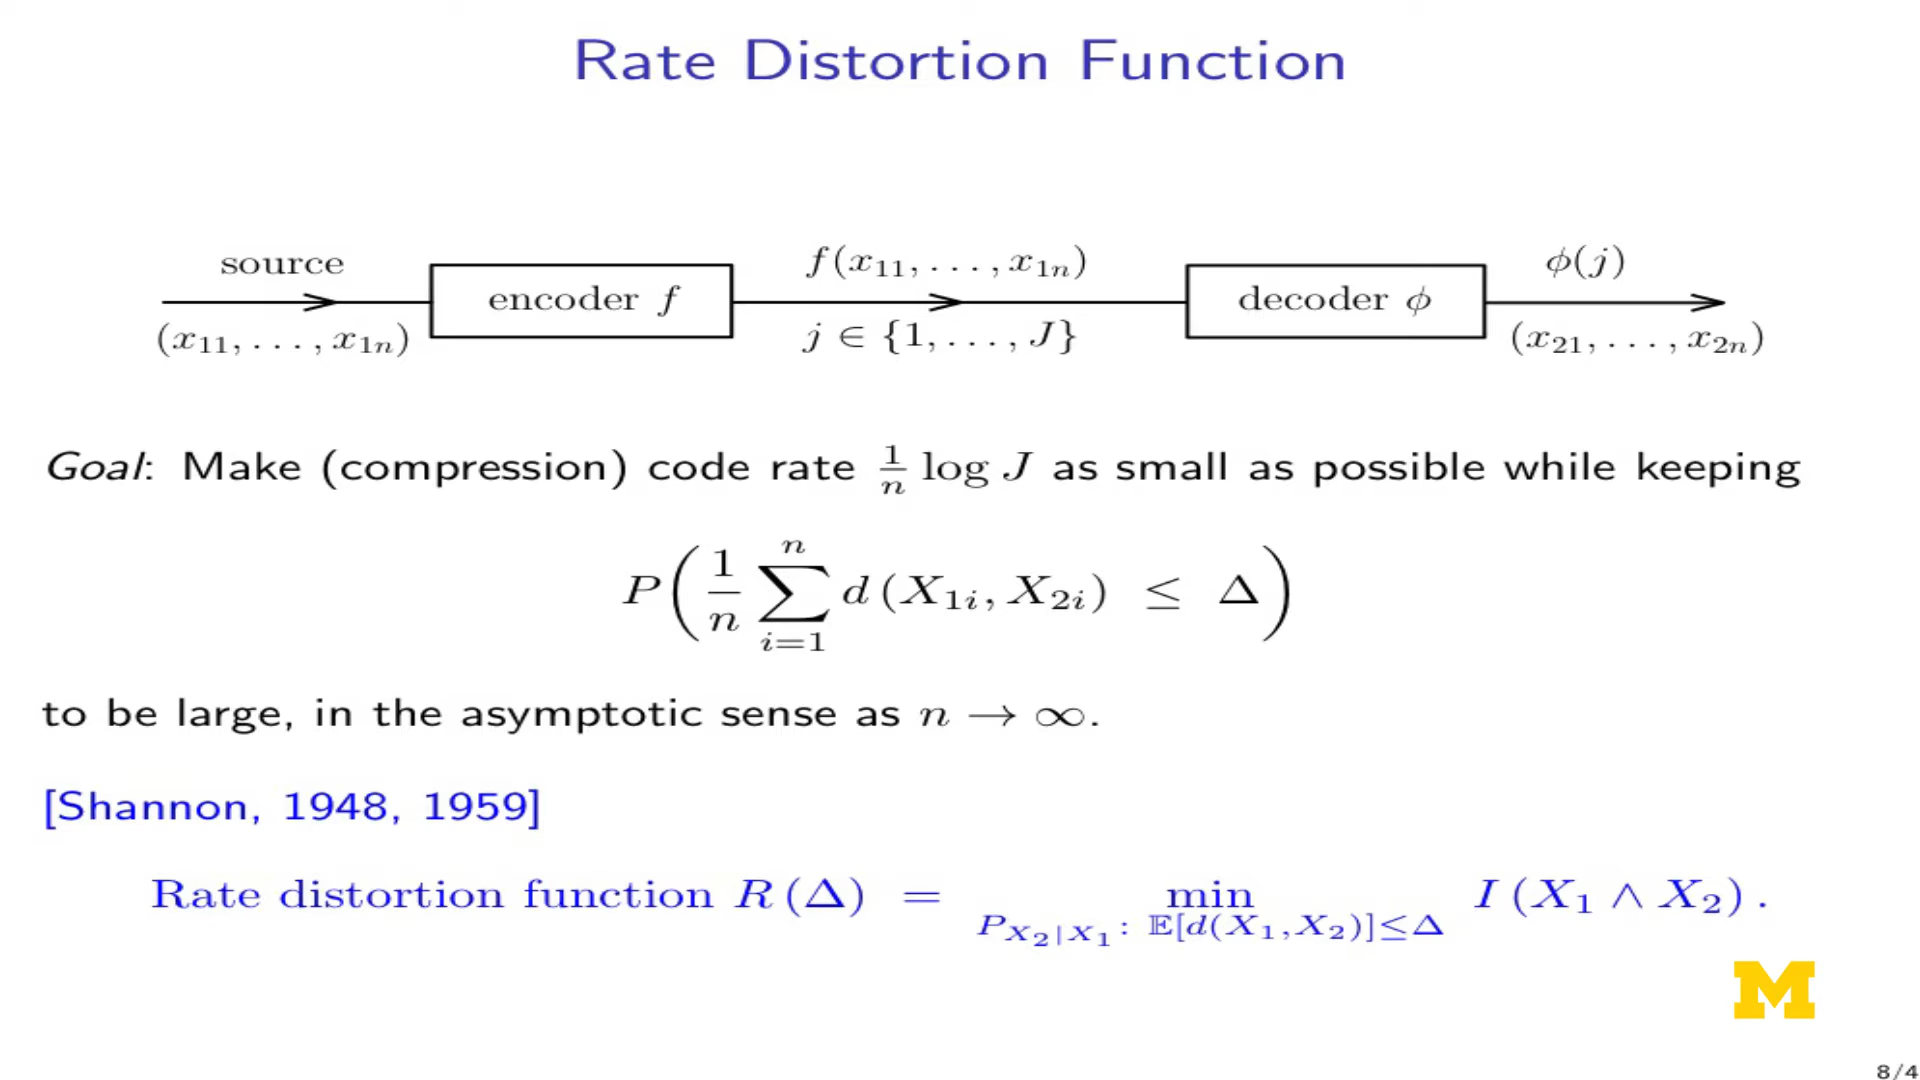 Rate Distortion Function
source
(x₁₁, . . . , x₁ₙ)
encoder f
f(x₁₁, . . . , x₁ₙ)
j ∈ {1, . . . , J}
decoder ϕ
ϕ(j)
(x₂₁, . . . , x₂ₙ)
Goal: Make (compression) code rate 1/n log J as small as possible while keeping
P( 1/n ∑ᵢ₌₁ⁿ d (X₁ᵢ, X₂ᵢ) ≤ Δ )
to be large, in the asymptotic sense as n → ∞.
[Shannon, 1948, 1959]
Rate distortion function R (Δ) = min I (X₁ ∧ X₂) .
P_{X₂|X₁} : 𝔼[d(X₁,X₂)]≤Δ
M
8/4